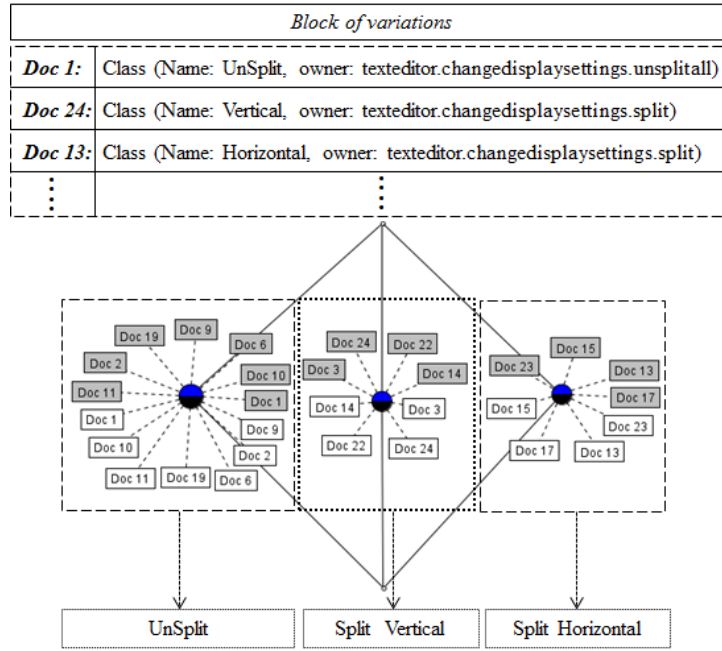 Block of variations
Doc 1: Class (Name: UnSplit, owner: texteditor.changedisplaysettings.unsplitall)
Doc 24: Class (Name: Vertical, owner: texteditor.changedisplaysettings.split)
Doc 13: Class (Name: Horizontal, owner: texteditor.changedisplaysettings.split)
Doc 19
Doc 9
Doc 6
Doc 2
Doc 10
Doc 11
Doc 1
Doc 1
Doc 9
Doc 10
Doc 2
Doc 11
Doc 19
Doc 6
Doc 24
Doc 22
Doc 3
Doc 14
Doc 14
Doc 3
Doc 22
Doc 24
Doc 15
Doc 23
Doc 13
Doc 17
Doc 15
Doc 23
Doc 17
Doc 13
UnSplit
Split Vertical
Split Horizontal